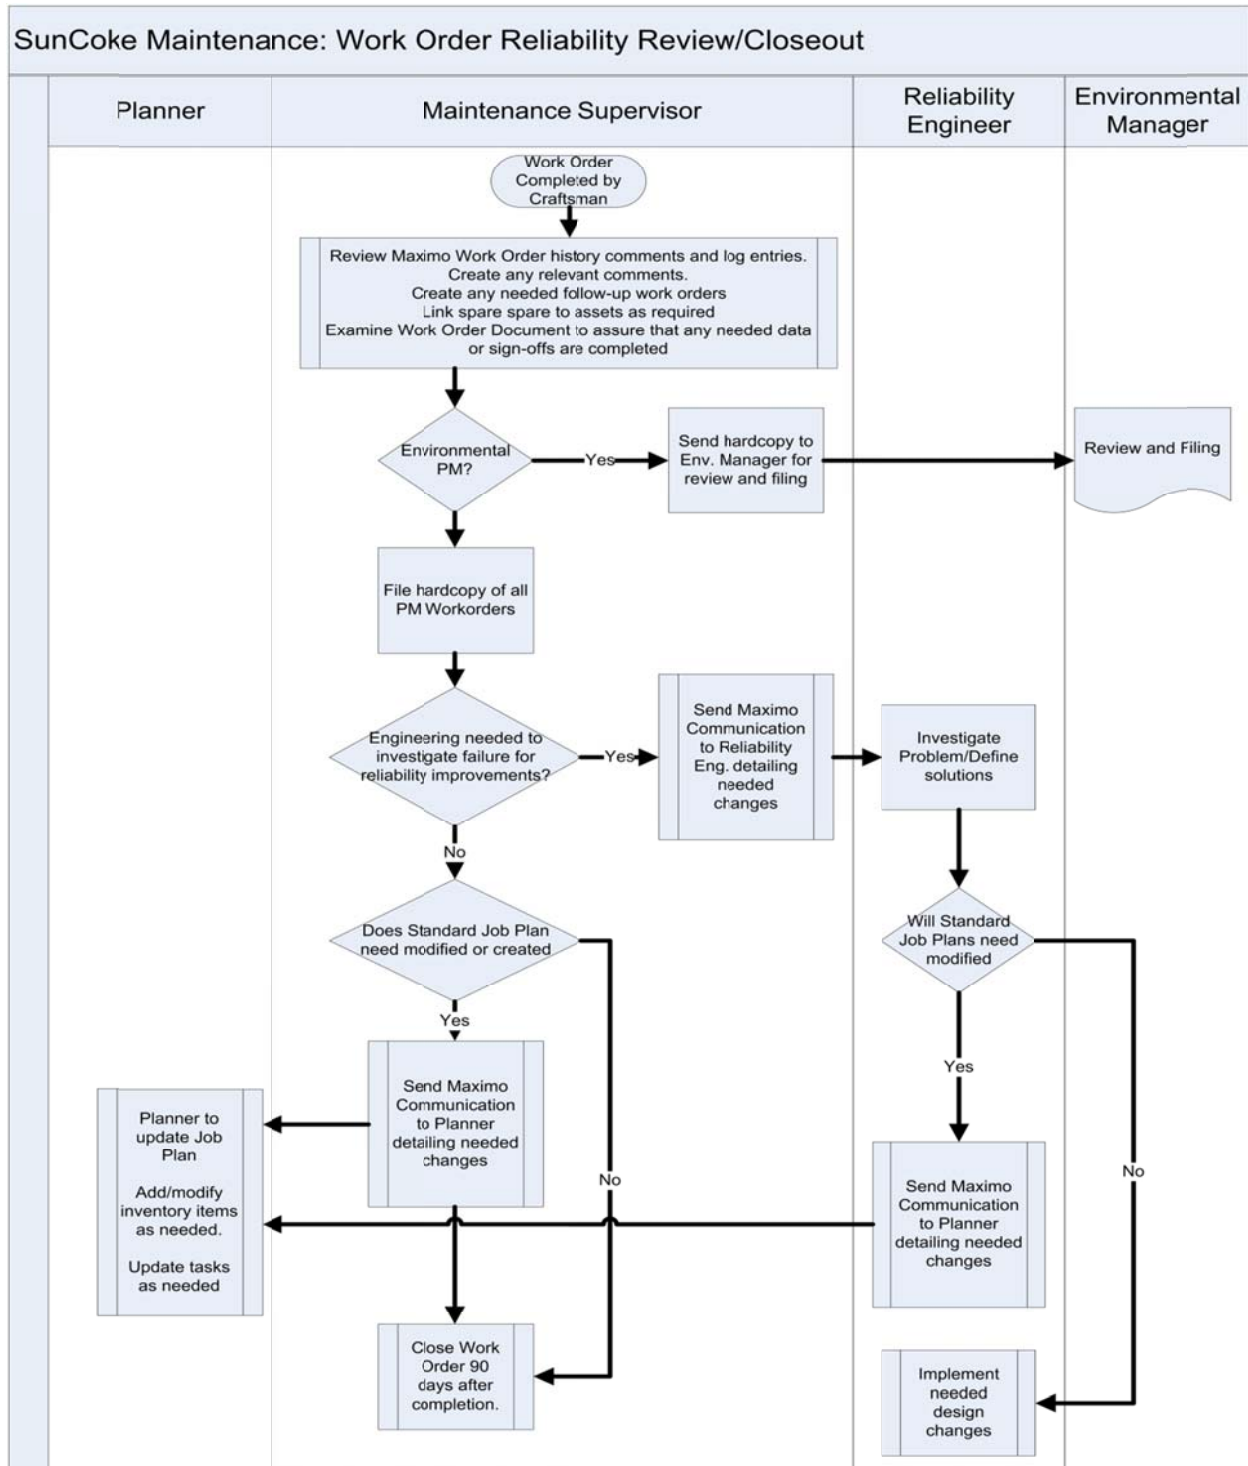 SunCoke Maintenance: Work Order Reliability Review/Closeout
Planner
Maintenance Supervisor
Reliability
Engineer
Environmental
Manager
Work Order
Completed by
Craftsman
Review Maximo Work Order history comments and log entries.
Create any relevant comments.
Create any needed follow-up work orders
Link spare spare to assets as required
Examine Work Order Document to assure that any needed data
or sign-offs are completed
Environmental
PM?
Yes
Send hardcopy to
Env. Manager for
review and filing
Review and Filing
File hardcopy of all
PM Workorders
Engineering needed to
investigate failure for
reliability improvements?
Yes
Send Maximo
Communication
to Reliability
Eng. detailing
needed
changes
Investigate
Problem/Define
solutions
No
Does Standard Job Plan
need modified or created
Will Standard
Job Plans need
modified
Yes
Send Maximo
Communication
to Planner
detailing needed
changes
Yes
Planner to
update Job
Plan
Add/modify
inventory items
as needed.
Update tasks
as needed
No
No
Send Maximo
Communication
to Planner
detailing needed
changes
Close Work
Order 90
days after
completion.
Implement
needed
design
changes